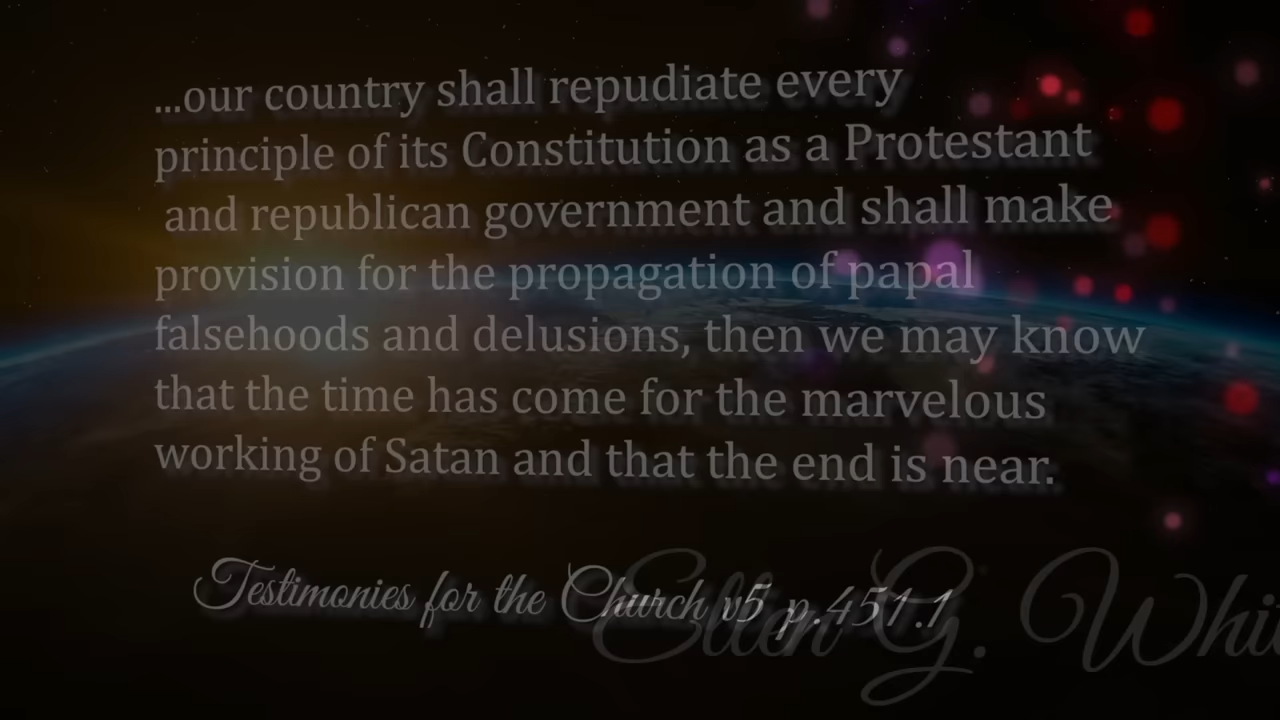 ...our country shall repudiate every
principle of its Constitution as a Protestant
and republican government and shall make
provision for the propagation of papal
falsehoods and delusions, then we may know
that the time has come for the marvelous
working of Satan and that the end is near.
Testimonies for the Church v5 p.451.1
Ellen G. Whit